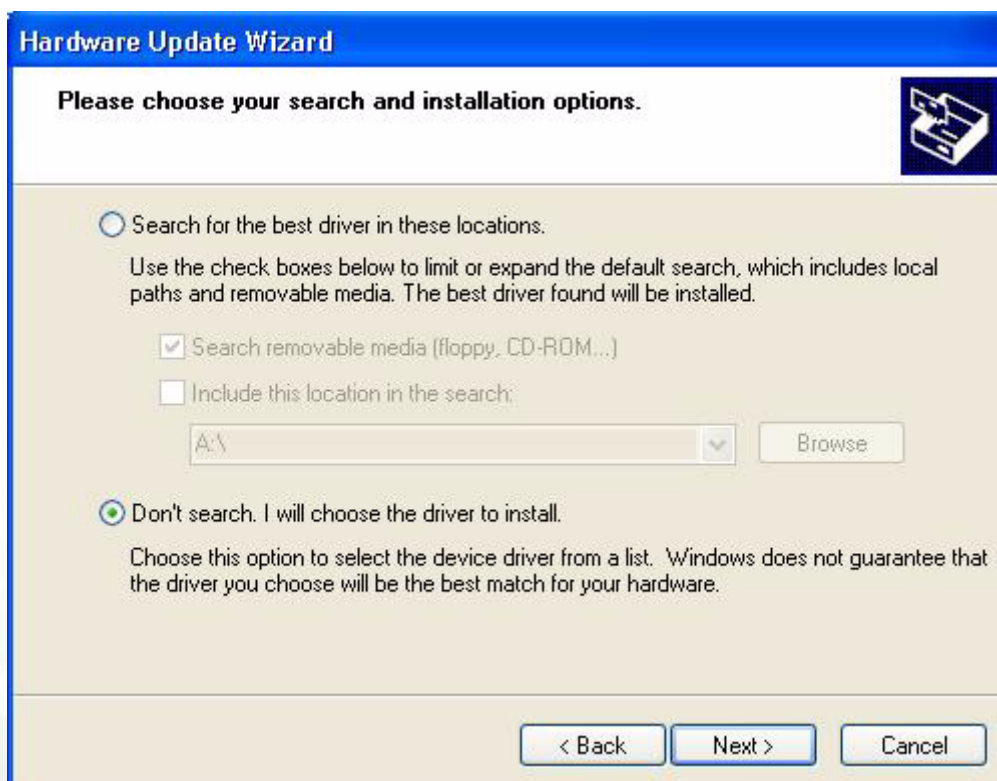 Hardware Update Wizard
Please choose your search and installation options.
Search for the best driver in these locations.
Use the check boxes below to limit or expand the default search, which includes local
paths and removable media. The best driver found will be installed.
Search removable media (floppy, CD-ROM...)
Include this location in the search:
A:\
Browse
Don't search. I will choose the driver to install.
Choose this option to select the device driver from a list. Windows does not guarantee that
the driver you choose will be the best match for your hardware.
< Back
Next >
Cancel